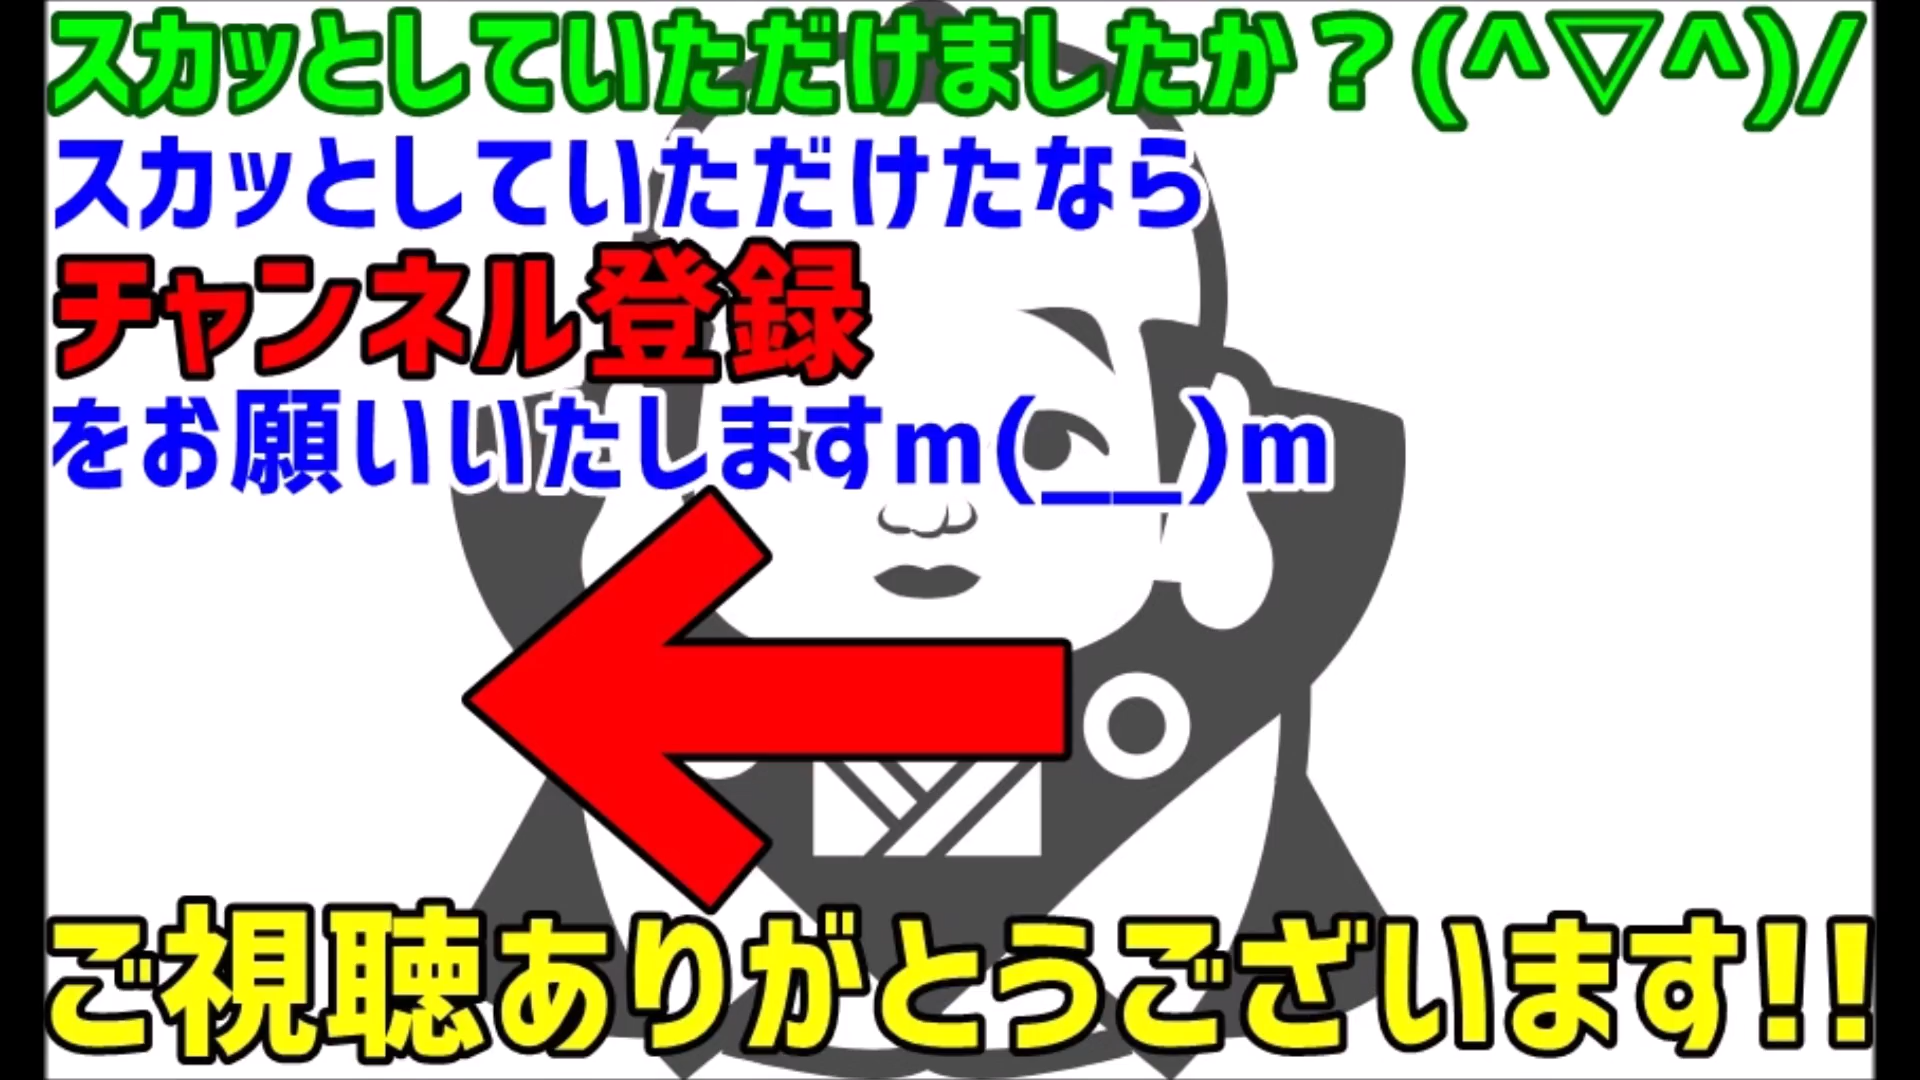 スカッとしていただけましたか？(^▽^)/
スカッとしていただけたなら
チャンネル登録
をお願いいたしますm(__)m
ご視聴ありがとうございます!!